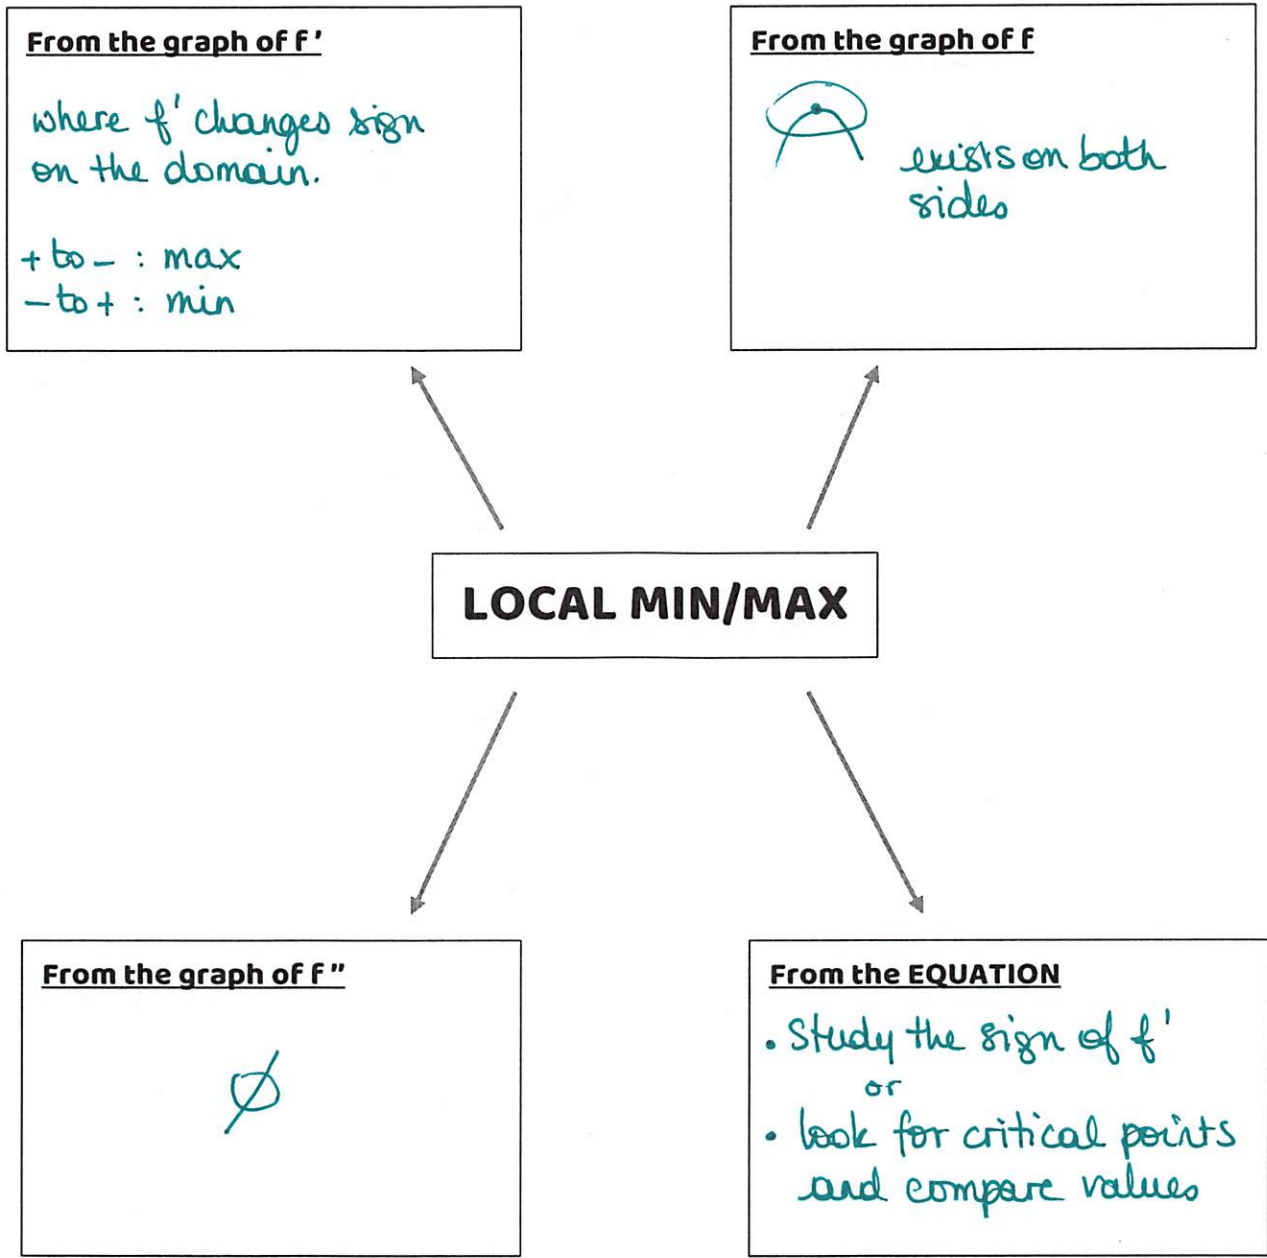 From the graph of f '
where f' changes sign
on the domain.
+ to - : max
- to + : min
From the graph of f
exists on both
sides
LOCAL MIN/MAX
From the graph of f "
∅
From the EQUATION
• Study the sign of f'
or
• look for critical points
and compare values